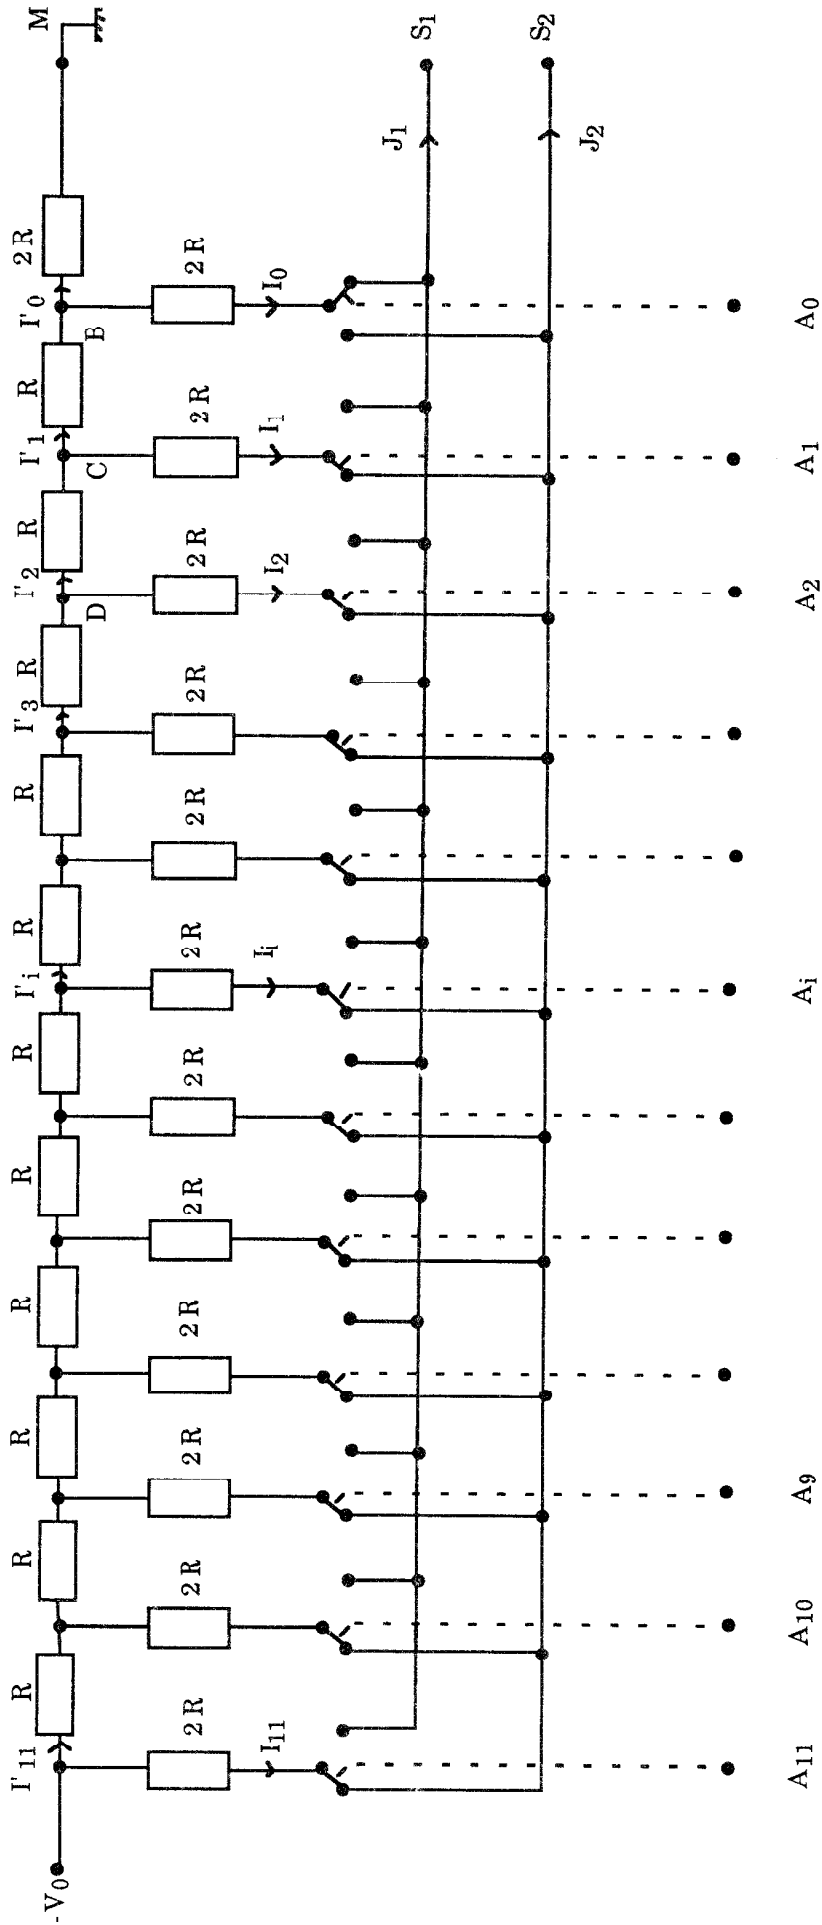 -V₀ I'₁₁ R R R R R R I'ᵢ R R I'₃ R I'₂ R I'₁ R I'₀ 2R M
D C B
2R 2R 2R 2R 2R 2R 2R 2R 2R 2R 2R 2R
I₁₁ Iᵢ I₂ I₁ I₀
J₁ S₁
J₂ S₂
A₁₁ A₁₀ A₉ Aᵢ A₂ A₁ A₀